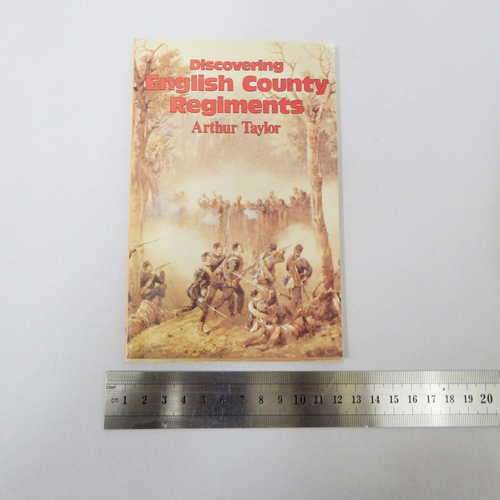 Discovering
English County
Regiments
Arthur Taylor
1 2 3 4 5 6 7 8 9 10 11 12 13 14 15 16 17 18 19 20